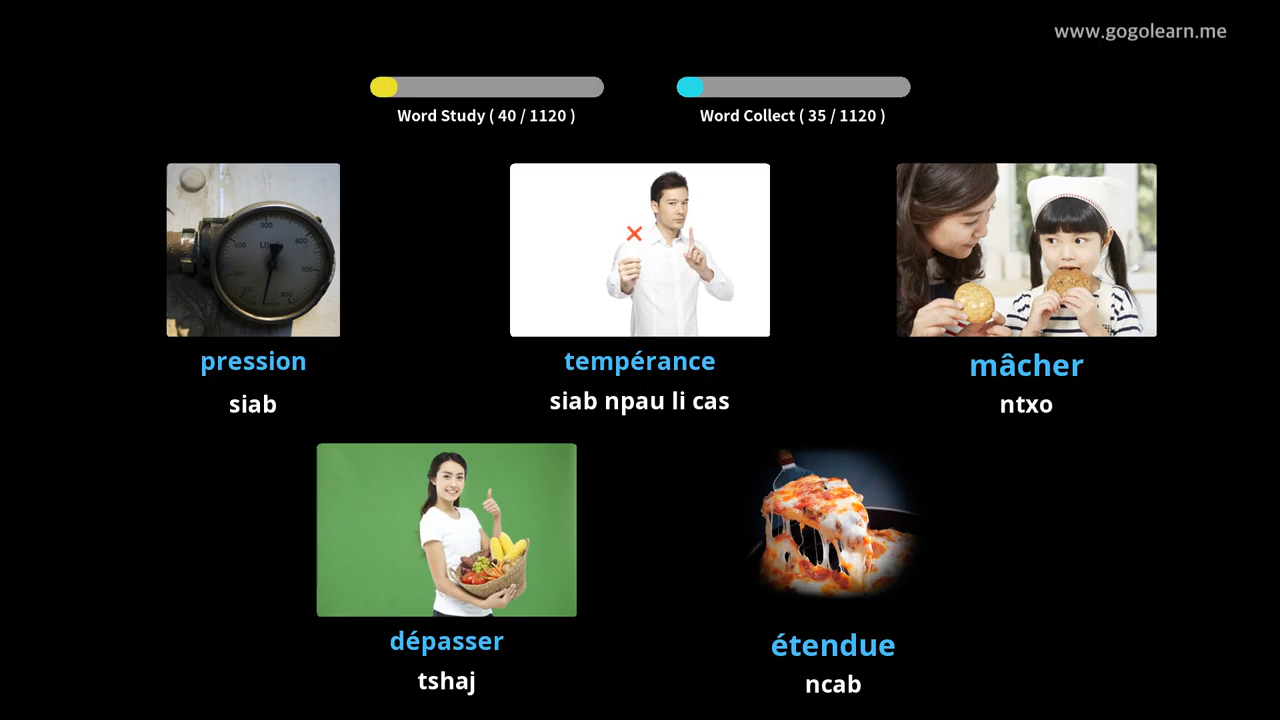 www.gogolearn.me
Word Study ( 40 / 1120 )
Word Collect ( 35 / 1120 )
pression
siab
tempérance
siab npau li cas
mâcher
ntxo
dépasser
tshaj
étendue
ncab